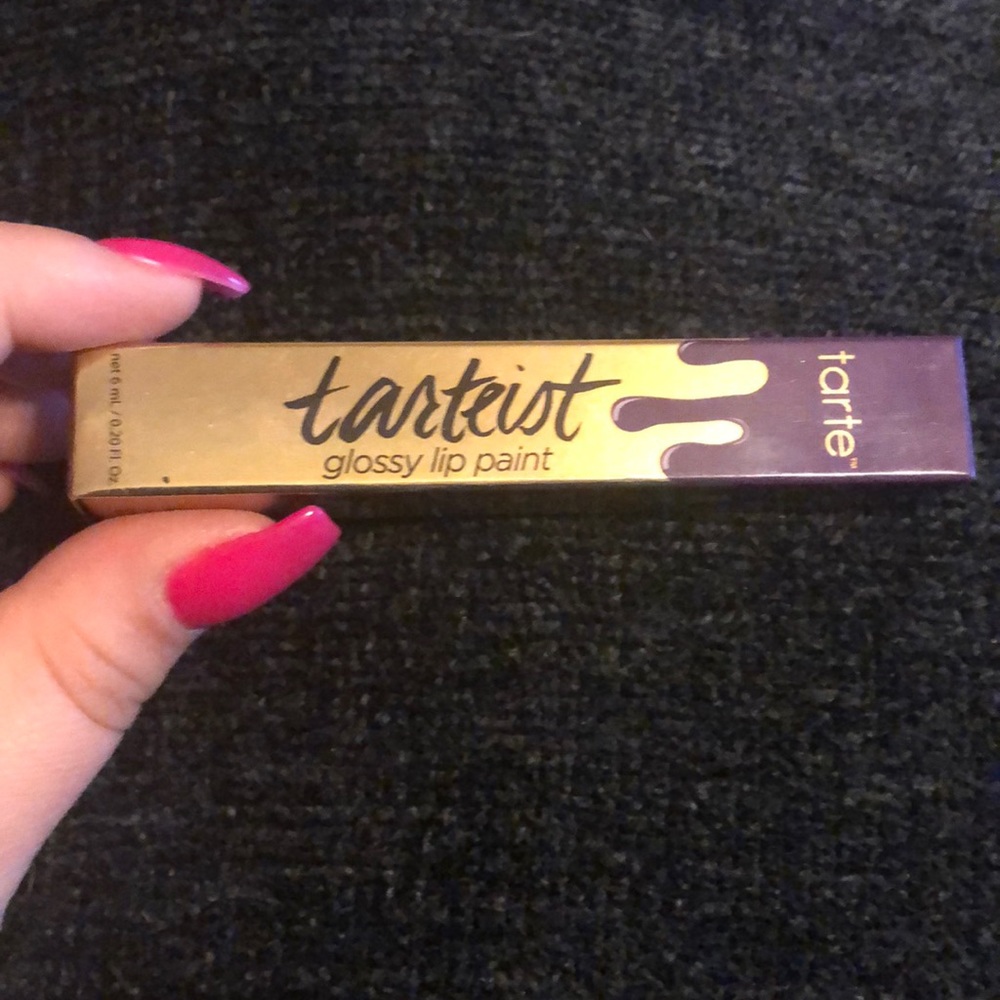 tarteist
glossy lip paint
tarte™
net 6 mL / 0.20 fl Oz.